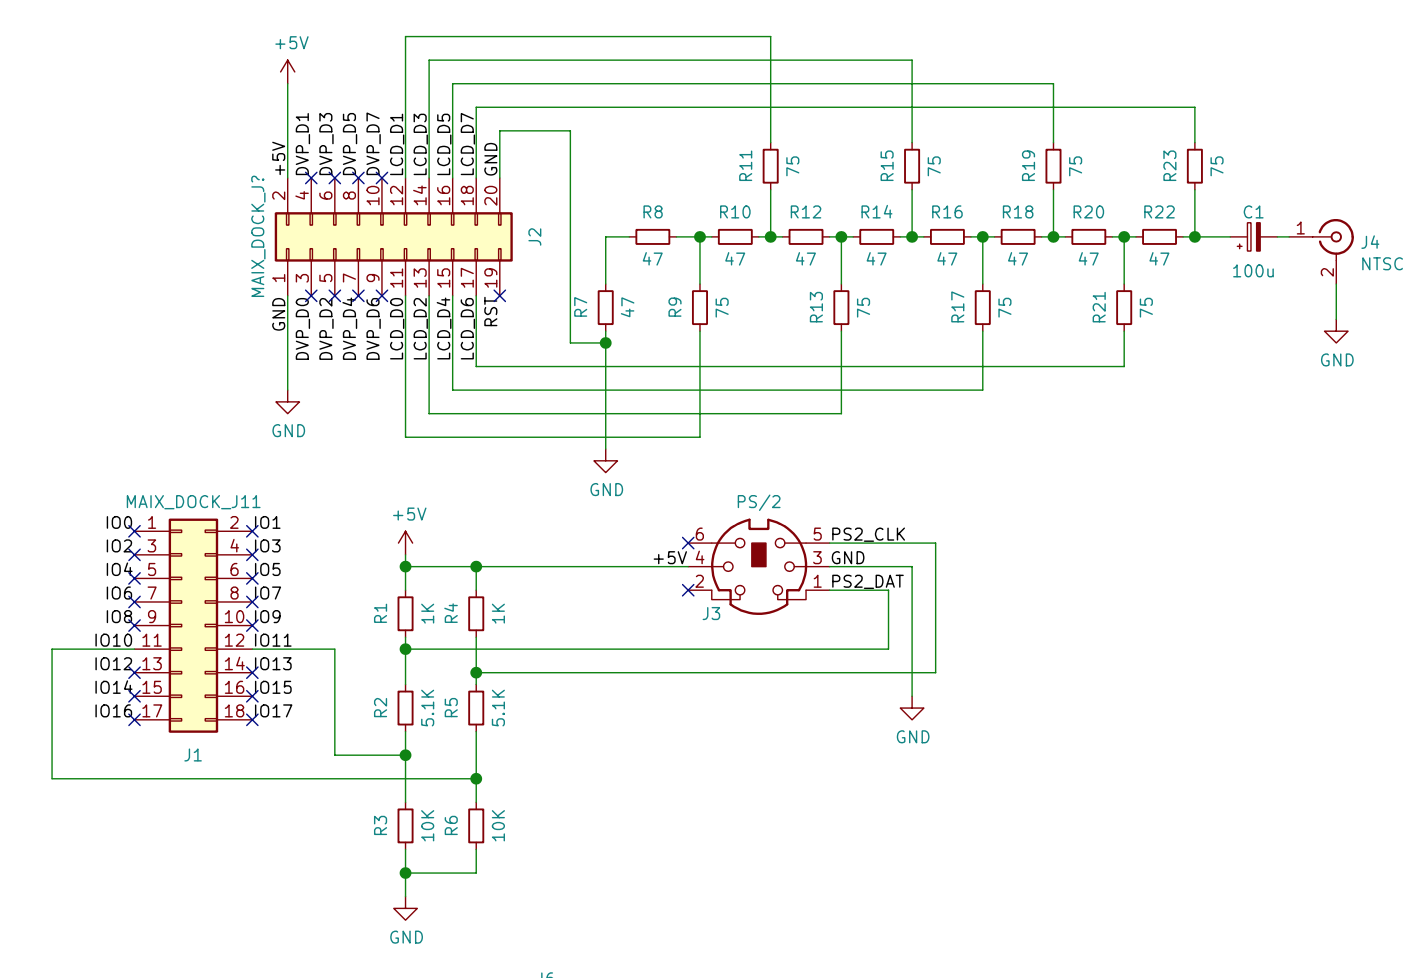 +5V
MAIX_DOCK_J?
+5V
DVP_D1
DVP_D3
DVP_D5
DVP_D7
LCD_D1
LCD_D3
LCD_D5
LCD_D7
GND
2
4
6
8
10
12
14
16
18
20
J2
1
3
5
7
9
11
13
15
17
19
GND
DVP_D0
DVP_D2
DVP_D4
DVP_D6
LCD_D0
LCD_D2
LCD_D4
LCD_D6
RST
GND
R11
75
R15
75
R19
75
R23
75
R8
R10
R12
R14
R16
R18
R20
R22
C1
47
47
47
47
47
47
47
47
+
100u
1
J4
NTSC
2
GND
R7
47
R9
75
R13
75
R17
75
R21
75
GND
MAIX_DOCK_J11
IO0 1 2 IO1
IO2 3 4 IO3
IO4 5 6 IO5
IO6 7 8 IO7
IO8 9 10 IO9
IO10 11 12 IO11
IO12 13 14 IO13
IO14 15 16 IO15
IO16 17 18 IO17
J1
+5V
R1
1K
R4
1K
R2
5.1K
R5
5.1K
R3
10K
R6
10K
GND
PS/2
6 5 PS2_CLK
+5V 4 3 GND
2 1 PS2_DAT
J3
GND